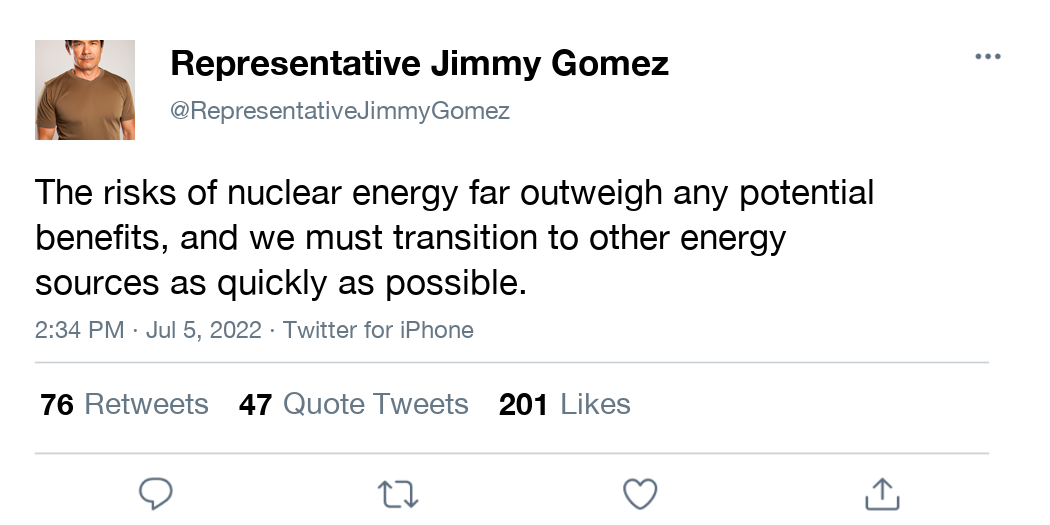 Representative Jimmy Gomez
@RepresentativeJimmyGomez
The risks of nuclear energy far outweigh any potential
benefits, and we must transition to other energy
sources as quickly as possible.
2:34 PM · Jul 5, 2022 · Twitter for iPhone
76 Retweets 47 Quote Tweets 201 Likes